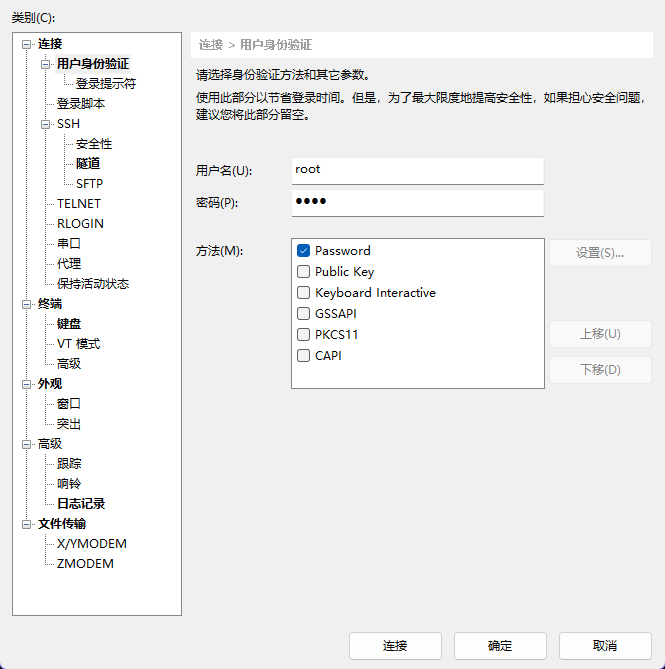 类别(C):
连接
用户身份验证
登录提示符
登录脚本
SSH
安全性
隧道
SFTP
TELNET
RLOGIN
串口
代理
保持活动状态
终端
键盘
VT 模式
高级
外观
窗口
突出
高级
跟踪
响铃
日志记录
文件传输
X/YMODEM
ZMODEM
连接 > 用户身份验证
请选择身份验证方法和其它参数。
使用此部分以节省登录时间。但是，为了最大限度地提高安全性，如果担心安全问题，
建议您将此部分留空。
用户名(U):
root
密码(P):
••••
方法(M):
Password
Public Key
Keyboard Interactive
GSSAPI
PKCS11
CAPI
设置(S)...
上移(U)
下移(D)
连接
确定
取消